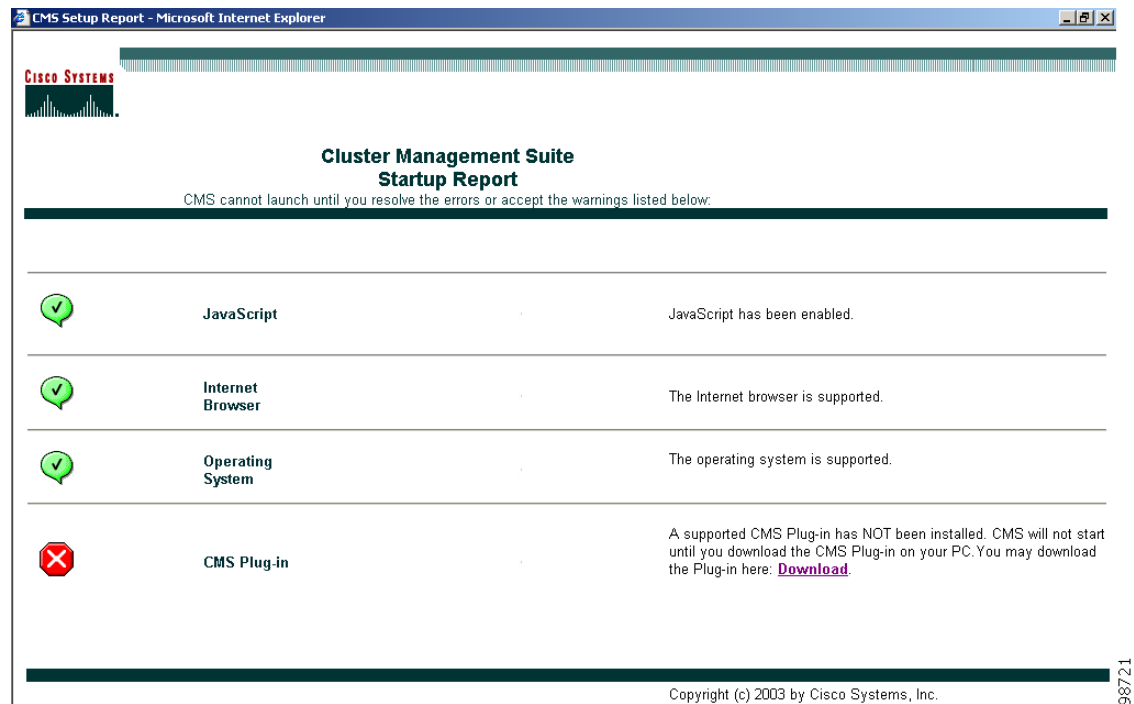 CMS Setup Report - Microsoft Internet Explorer
CISCO SYSTEMS
Cluster Management Suite
Startup Report
CMS cannot launch until you resolve the errors or accept the warnings listed below:
JavaScript
JavaScript has been enabled.
Internet
Browser
The Internet browser is supported.
Operating
System
The operating system is supported.
CMS Plug-in
A supported CMS Plug-in has NOT been installed. CMS will not start
until you download the CMS Plug-in on your PC.You may download
the Plug-in here: Download.
Copyright (c) 2003 by Cisco Systems, Inc.
98721